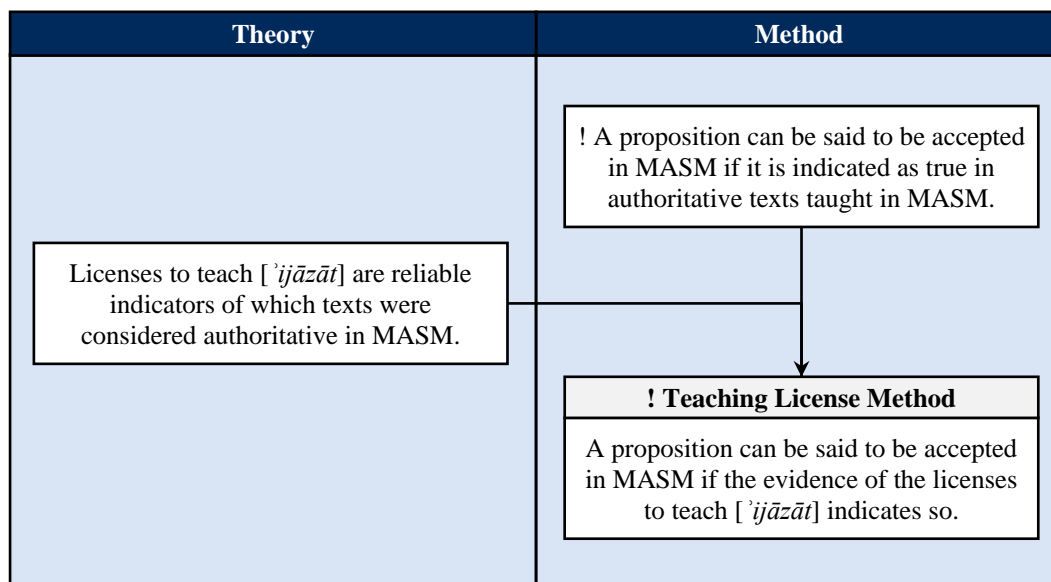 Theory
Method
! A proposition can be said to be accepted
in MASM if it is indicated as true in
authoritative texts taught in MASM.
Licenses to teach [ʾijāzāt] are reliable
indicators of which texts were
considered authoritative in MASM.
! Teaching License Method
A proposition can be said to be accepted
in MASM if the evidence of the licenses
to teach [ʾijāzāt] indicates so.